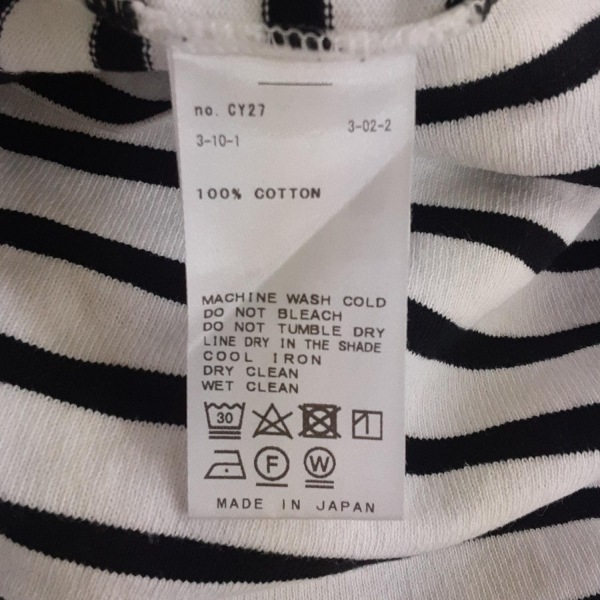 no. CY27
3-10-1
3-02-2
100% COTTON
MACHINE WASH COLD
DO NOT BLEACH
DO NOT TUMBLE DRY
LINE DRY IN THE SHADE
COOL IRON
DRY CLEAN
WET CLEAN
30
F
W
MADE IN JAPAN